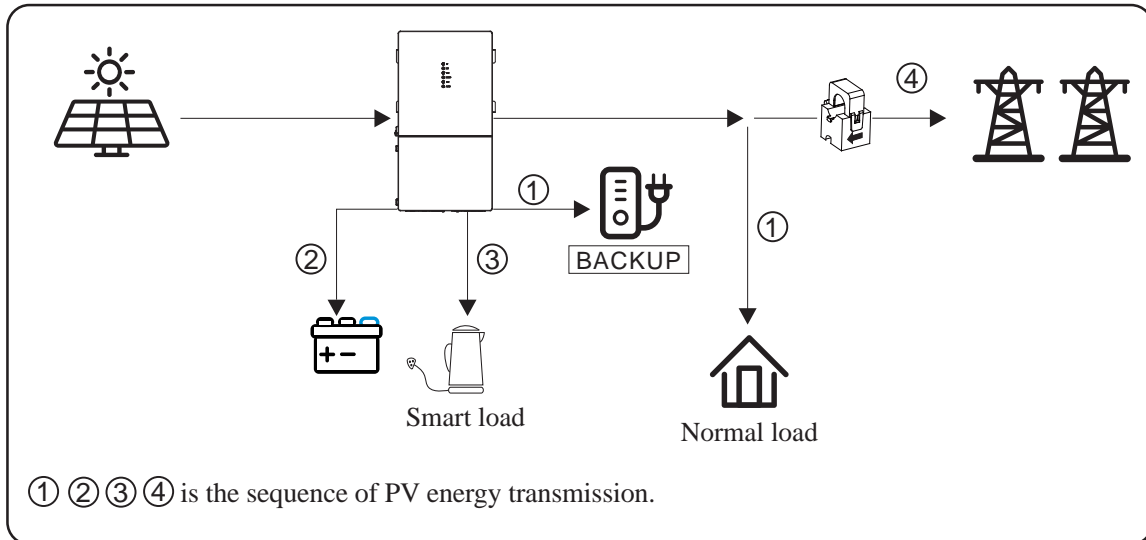 ④
①
①
BACKUP
②
③
Smart load
Normal load
① ② ③ ④ is the sequence of PV energy transmission.